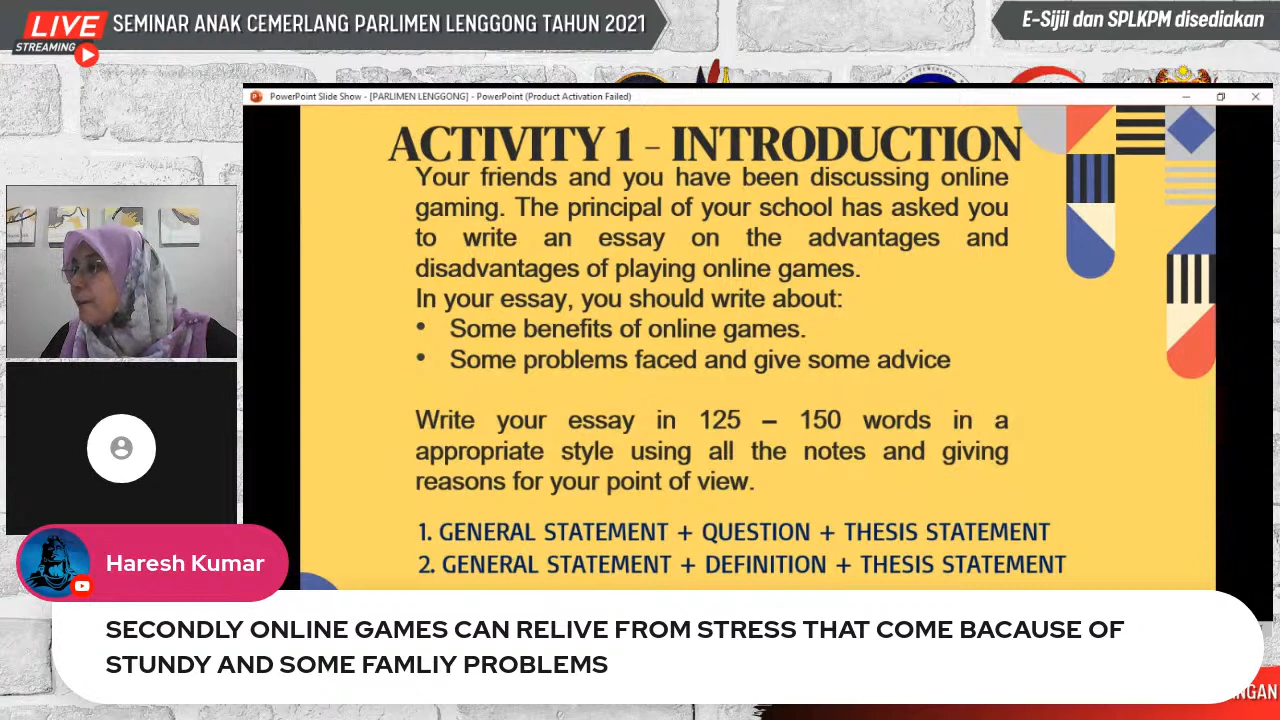 LIVE
STREAMING
SEMINAR ANAK CEMERLANG PARLIMEN LENGGONG TAHUN 2021
E-Sijil dan SPLKPM disediakan
PowerPoint Slide Show - [PARLIMEN LENGGONG] - PowerPoint (Product Activation Failed)
ACTIVITY 1 - INTRODUCTION
Your friends and you have been discussing online
gaming. The principal of your school has asked you
to write an essay on the advantages and
disadvantages of playing online games.
In your essay, you should write about:
• Some benefits of online games.
• Some problems faced and give some advice
Write your essay in 125 – 150 words in a
appropriate style using all the notes and giving
reasons for your point of view.
1. GENERAL STATEMENT + QUESTION + THESIS STATEMENT
2. GENERAL STATEMENT + DEFINITION + THESIS STATEMENT
Haresh Kumar
SECONDLY ONLINE GAMES CAN RELIVE FROM STRESS THAT COME BACAUSE OF
STUNDY AND SOME FAMLIY PROBLEMS